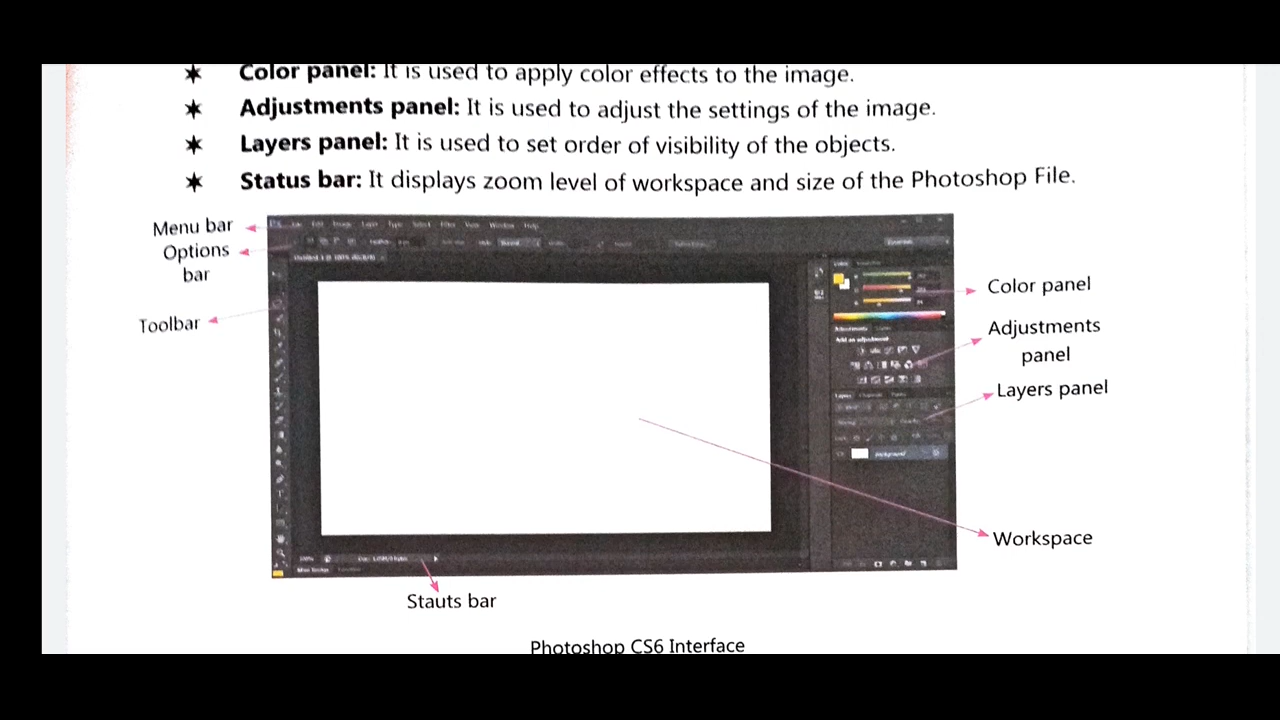 ✶ Color panel: It is used to apply color effects to the image.
✶ Adjustments panel: It is used to adjust the settings of the image.
✶ Layers panel: It is used to set order of visibility of the objects.
✶ Status bar: It displays zoom level of workspace and size of the Photoshop File.
Menu bar
Options
bar
Toolbar
Color panel
Adjustments
panel
Layers panel
Workspace
Stauts bar
Photoshop CS6 Interface